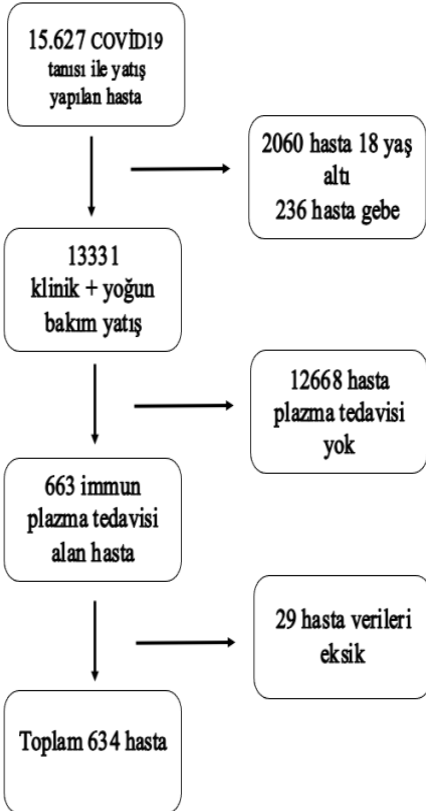 15.627 COVİD19
tanısı ile yatış
yapılan hasta
2060 hasta 18 yaş
altı
236 hasta gebe
13331
klinik + yoğun
bakım yatış
12668 hasta
plazma tedavisi
yok
663 immun
plazma tedavisi
alan hasta
29 hasta verileri
eksik
Toplam 634 hasta